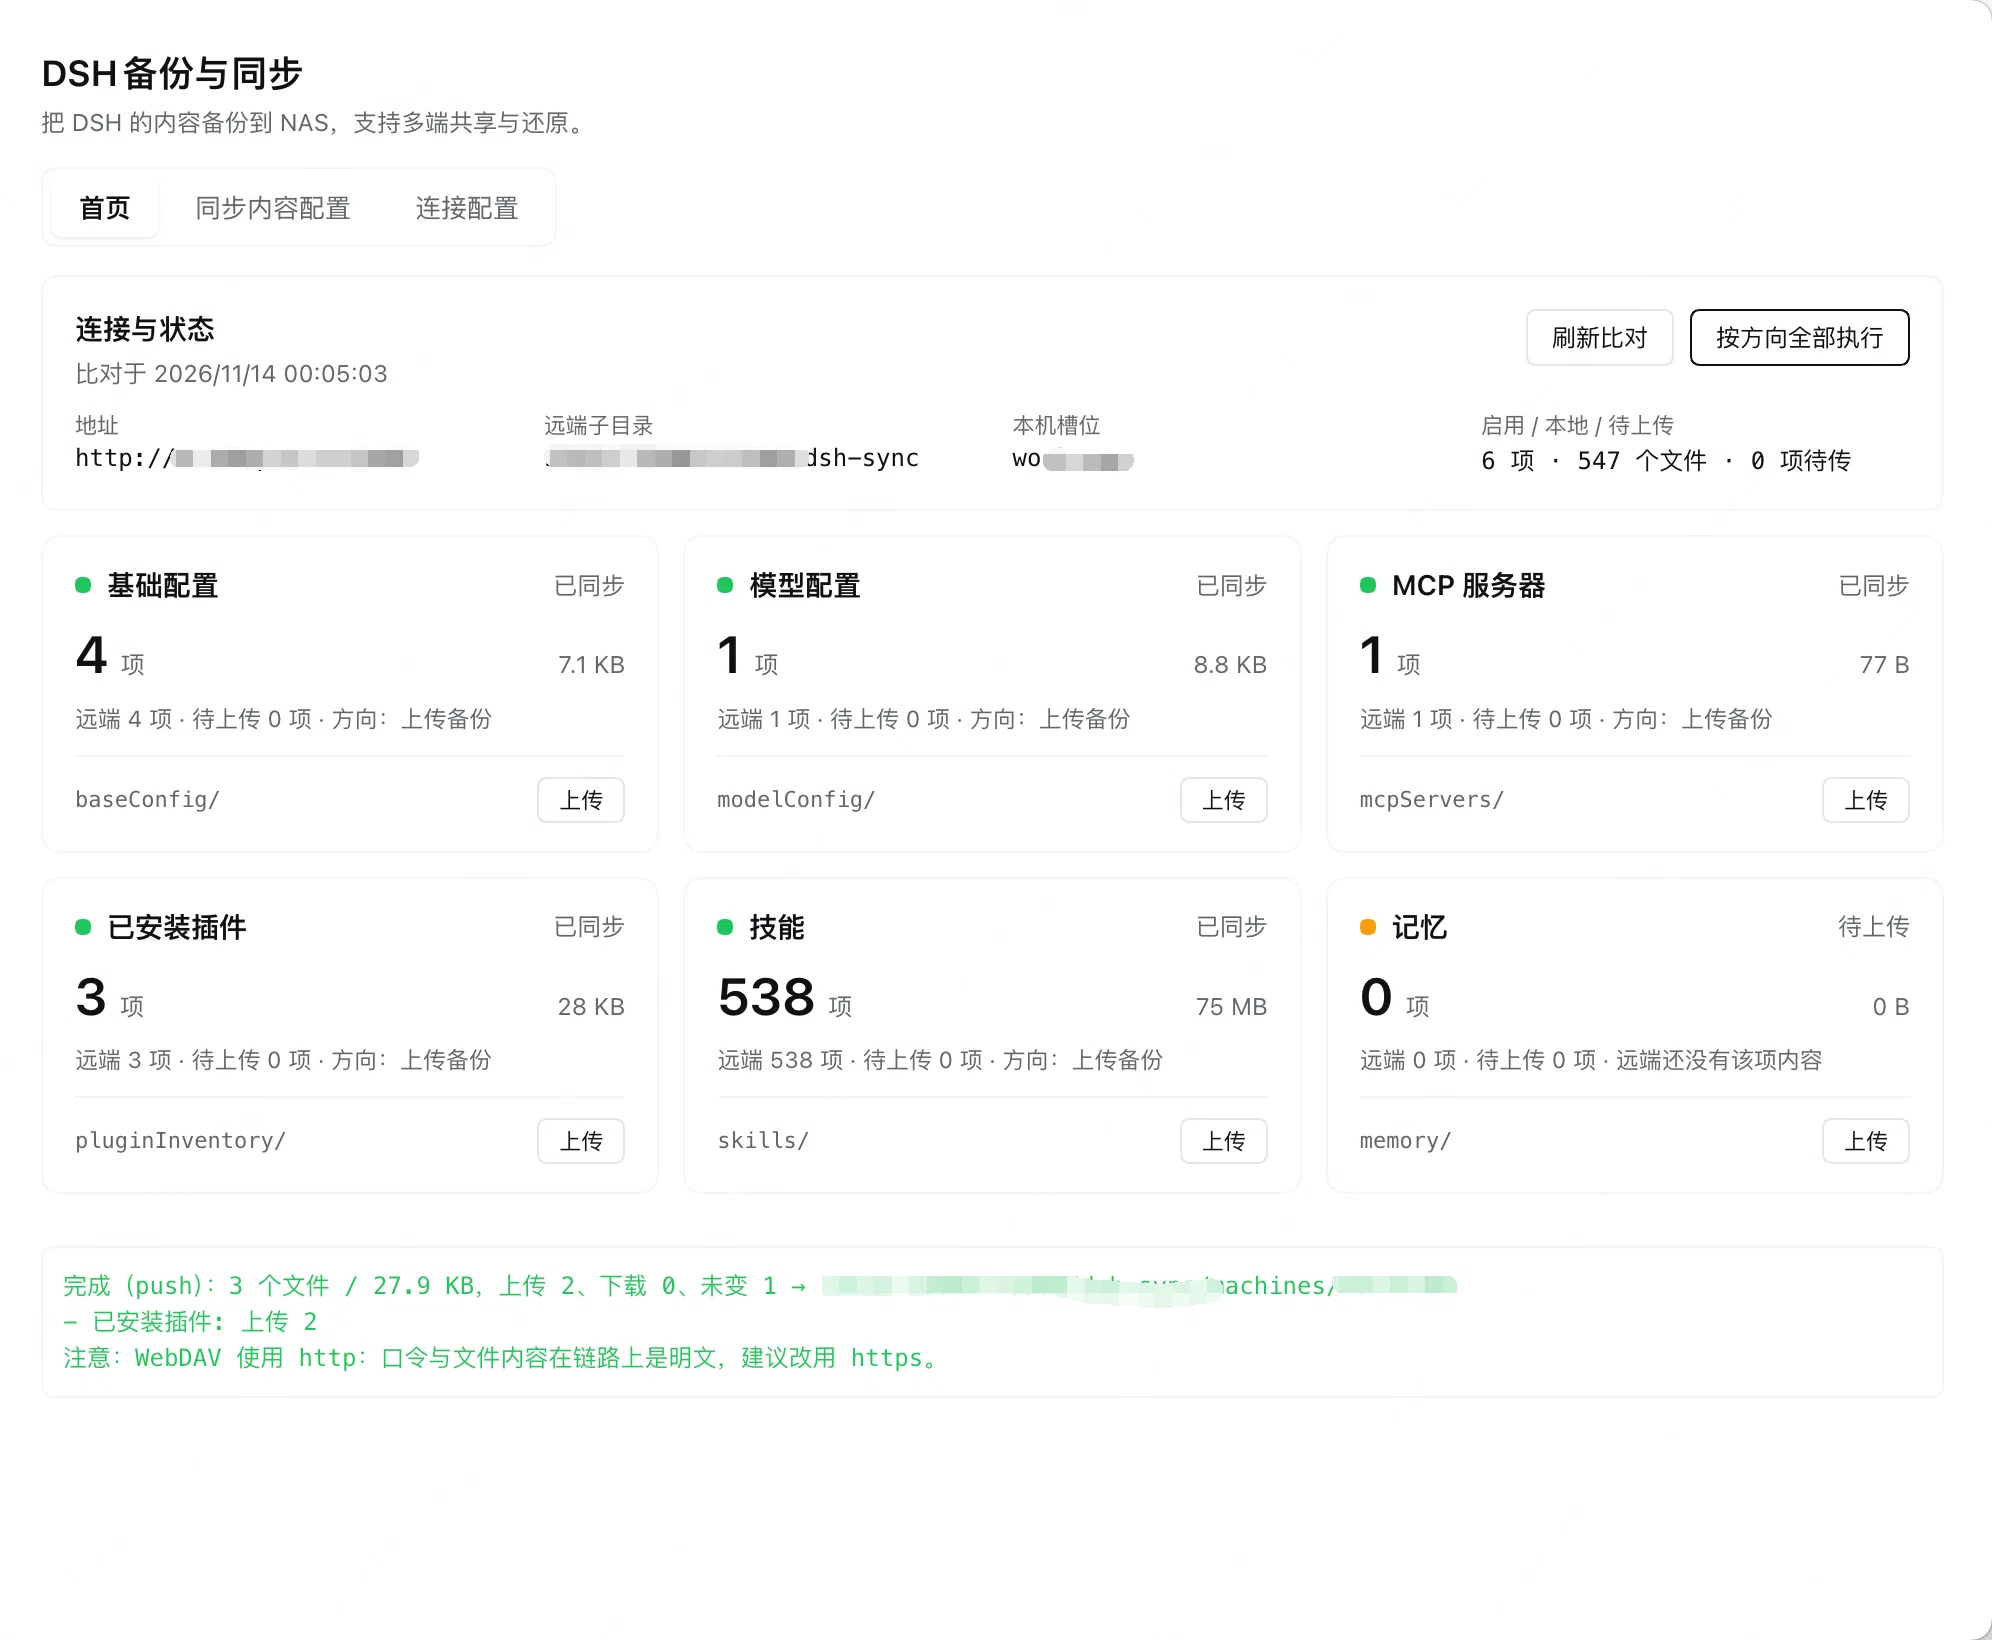 DSH 备份与同步
把 DSH 的内容备份到 NAS，支持多端共享与还原。
首页 同步内容配置 连接配置
连接与状态
刷新比对 按方向全部执行
比对于 2026/11/14 00:05:03
地址 远端子目录 本机槽位 启用 / 本地 / 待上传
http:// dsh-sync wo 6 项 · 547 个文件 · 0 项待传
基础配置 已同步
4 项 7.1 KB
远端 4 项 · 待上传 0 项 · 方向：上传备份
baseConfig/ 上传
模型配置 已同步
1 项 8.8 KB
远端 1 项 · 待上传 0 项 · 方向：上传备份
modelConfig/ 上传
MCP 服务器 已同步
1 项 77 B
远端 1 项 · 待上传 0 项 · 方向：上传备份
mcpServers/ 上传
已安装插件 已同步
3 项 28 KB
远端 3 项 · 待上传 0 项 · 方向：上传备份
pluginInventory/ 上传
技能 已同步
538 项 75 MB
远端 538 项 · 待上传 0 项 · 方向：上传备份
skills/ 上传
记忆 待上传
0 项 0 B
远端 0 项 · 待上传 0 项 · 远端还没有该项内容
memory/ 上传
完成（push）：3 个文件 / 27.9 KB，上传 2、下载 0、未变 1 → machines/
- 已安装插件: 上传 2
注意：WebDAV 使用 http：口令与文件内容在链路上是明文，建议改用 https。